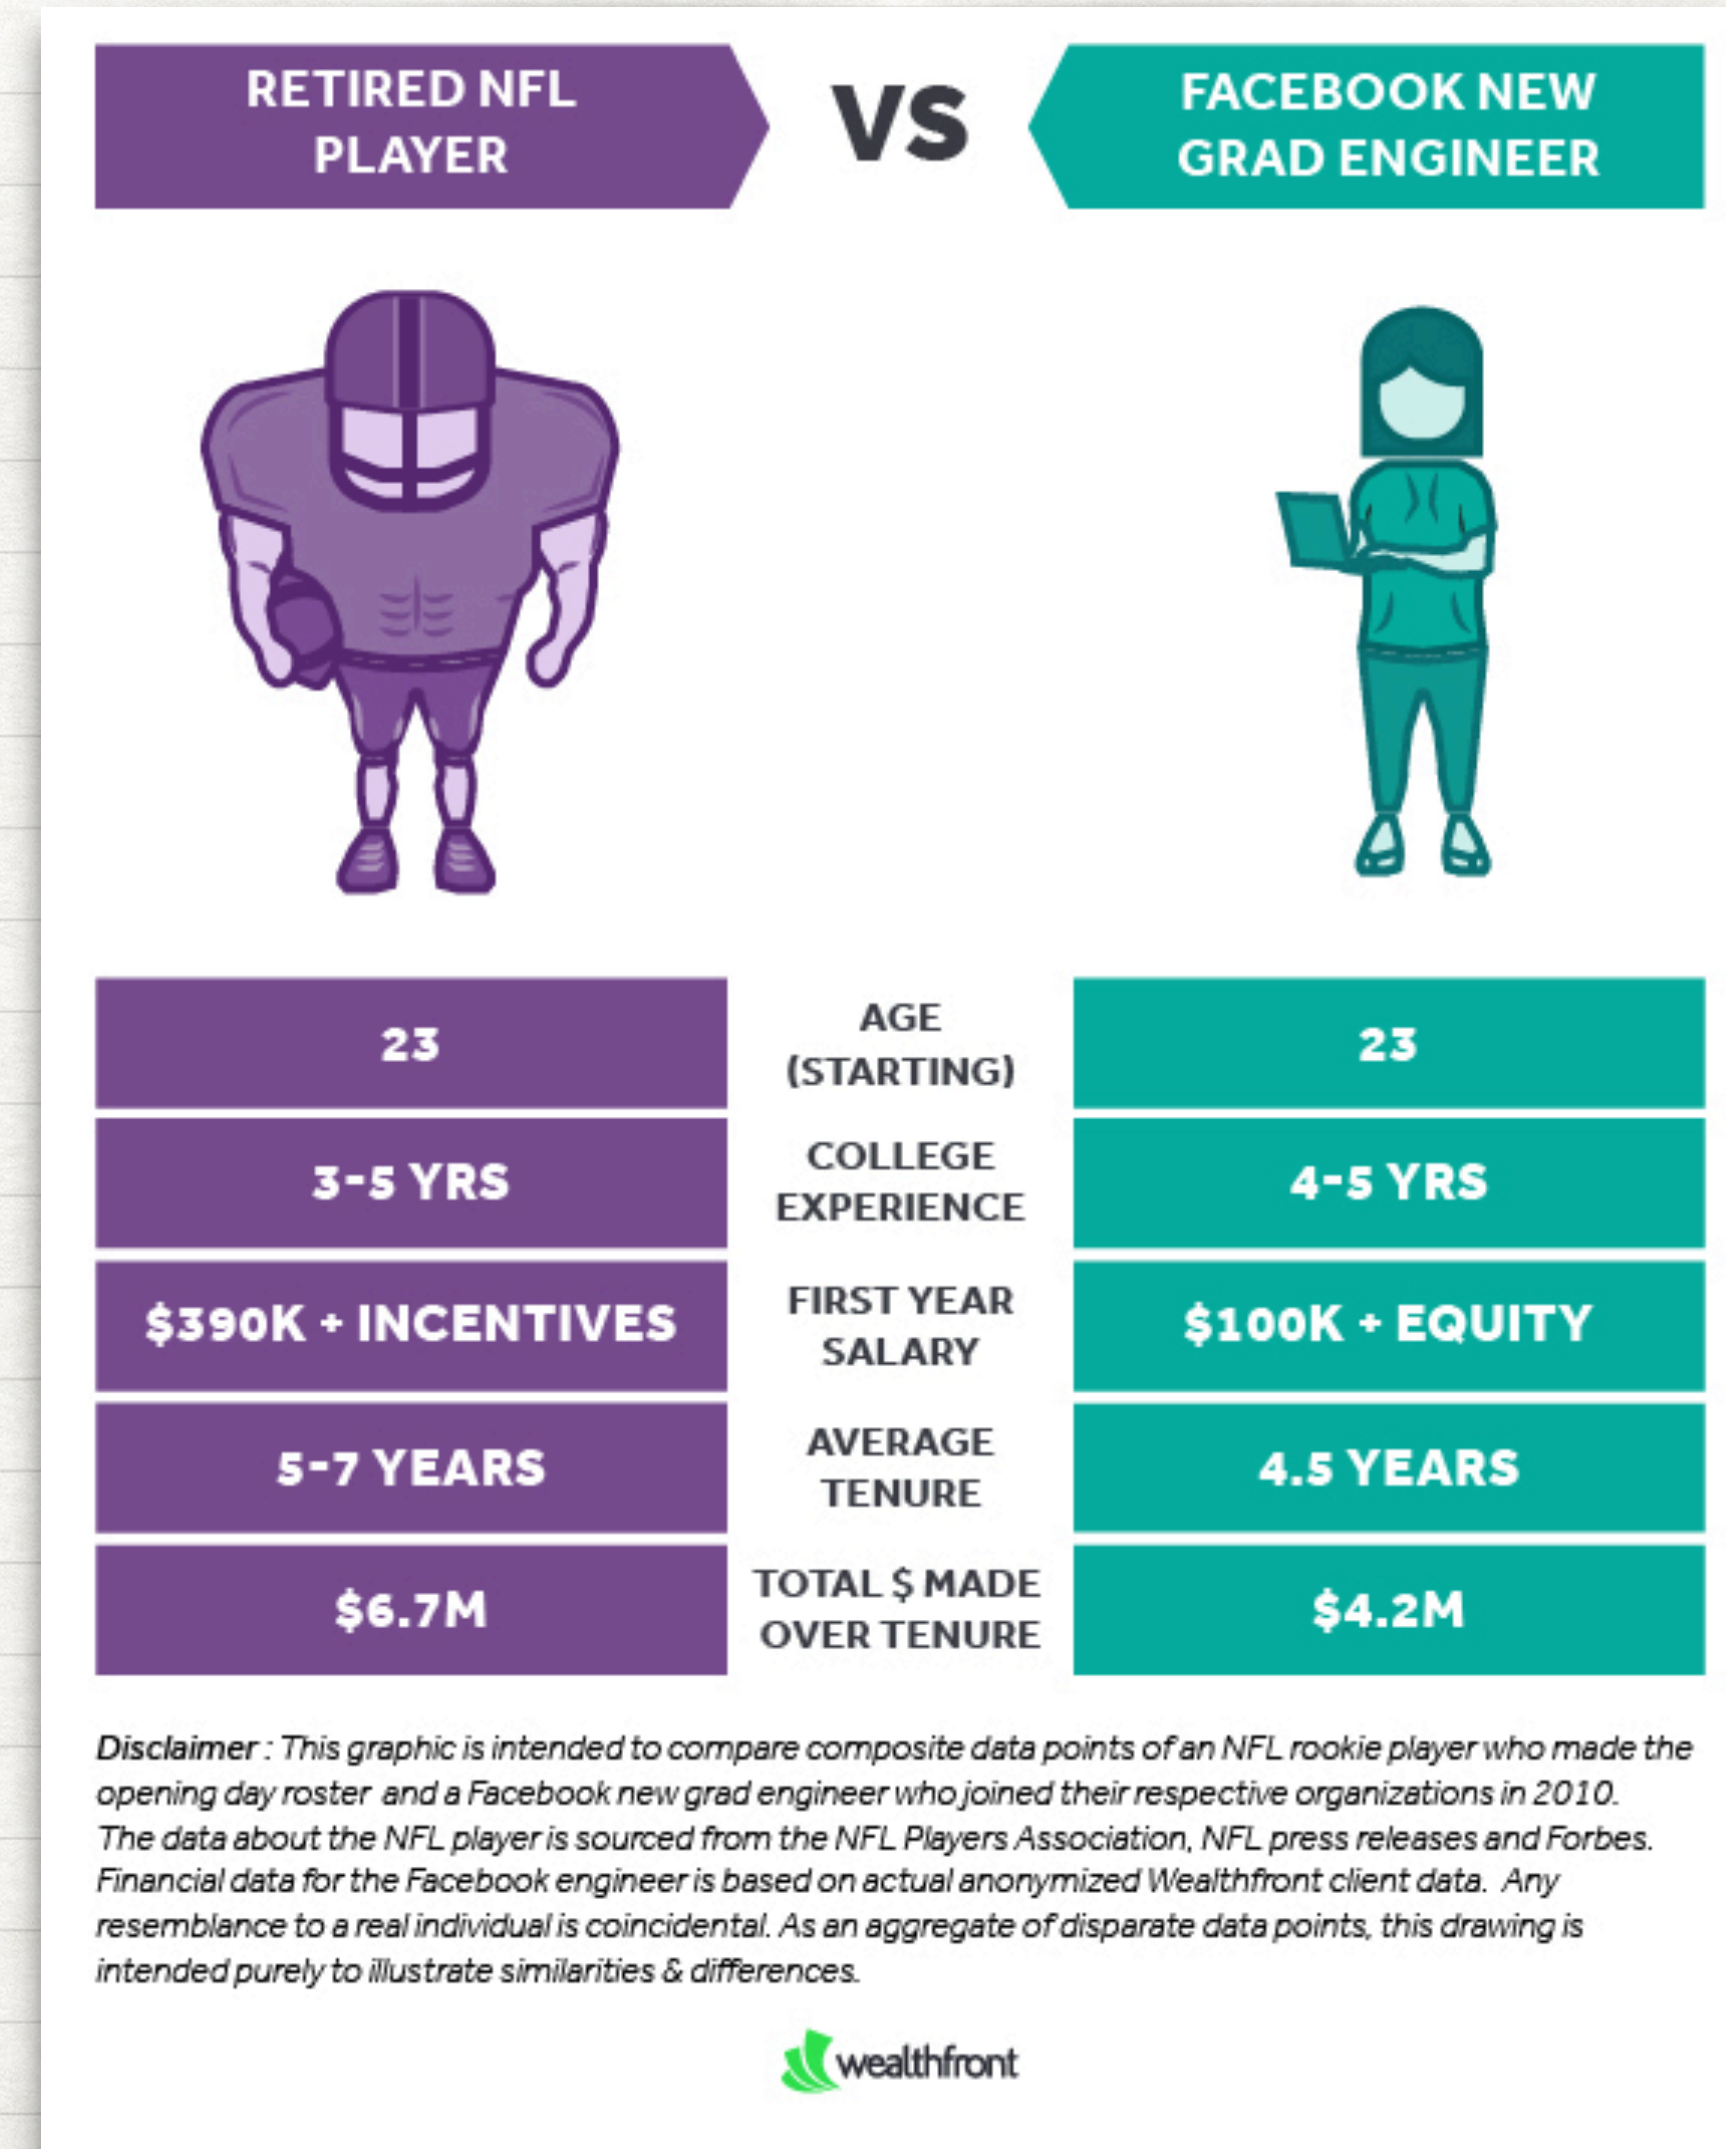 RETIRED NFL
PLAYER
VS
FACEBOOK NEW
GRAD ENGINEER
23
AGE
(STARTING)
23
3-5 YRS
COLLEGE
EXPERIENCE
4-5 YRS
$390K + INCENTIVES
FIRST YEAR
SALARY
$100K + EQUITY
5-7 YEARS
AVERAGE
TENURE
4.5 YEARS
$6.7M
TOTAL $ MADE
OVER TENURE
$4.2M
Disclaimer : This graphic is intended to compare composite data points of an NFL rookie player who made the
opening day roster and a Facebook new grad engineer who joined their respective organizations in 2010.
The data about the NFL player is sourced from the NFL Players Association, NFL press releases and Forbes.
Financial data for the Facebook engineer is based on actual anonymized Wealthfront client data. Any
resemblance to a real individual is coincidental. As an aggregate of disparate data points, this drawing is
intended purely to illustrate similarities & differences.
wealthfront